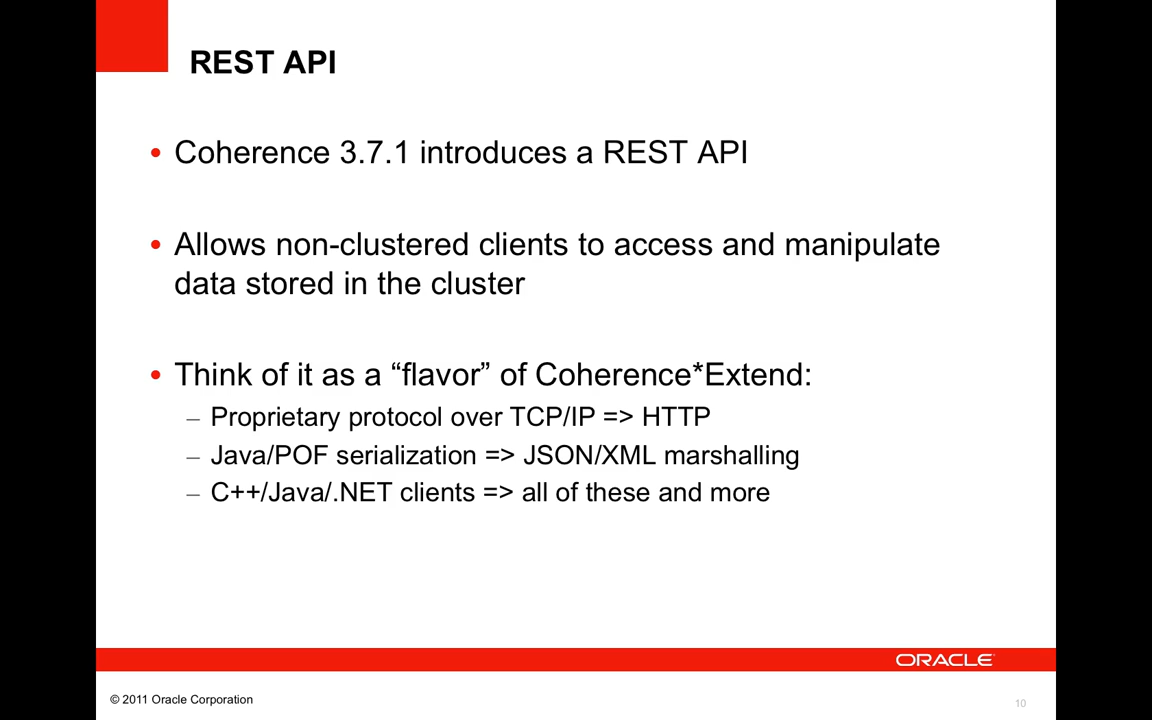 REST API
• Coherence 3.7.1 introduces a REST API
• Allows non-clustered clients to access and manipulate
data stored in the cluster
• Think of it as a “flavor” of Coherence*Extend:
– Proprietary protocol over TCP/IP => HTTP
– Java/POF serialization => JSON/XML marshalling
– C++/Java/.NET clients => all of these and more
ORACLE
© 2011 Oracle Corporation
10